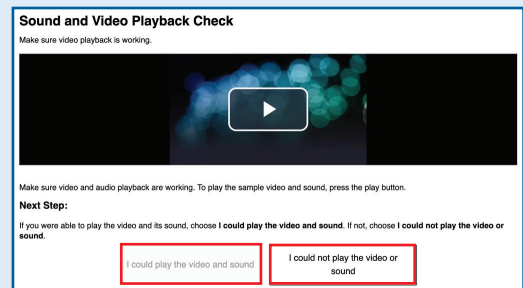 Sound and Video Playback Check
Make sure video playback is working.
Make sure video and audio playback are working. To play the sample video and sound, press the play button.
Next Step:
If you were able to play the video and its sound, choose I could play the video and sound. If not, choose I could not play the video or
sound.
I could play the video and sound
I could not play the video or
sound